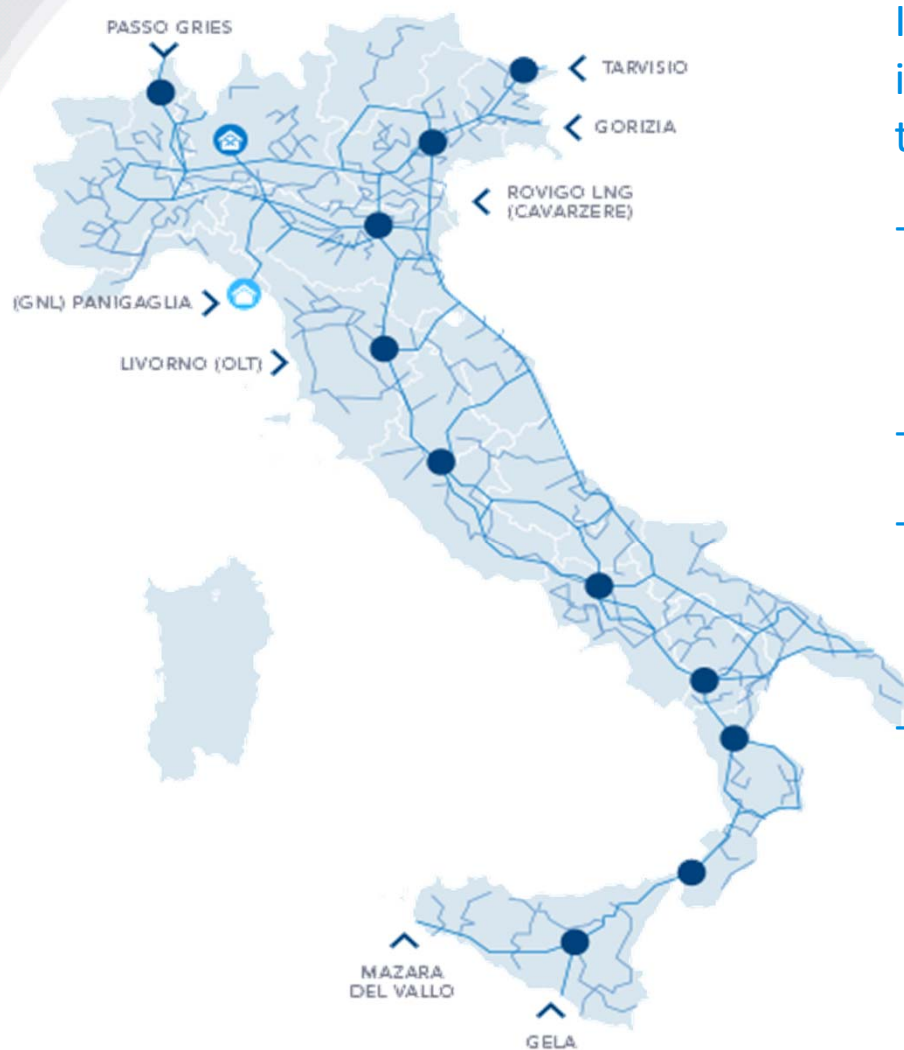 PASSO GRIES
TARVISIO
GORIZIA
ROVIGO LNG
(CAVARZERE)
(GNL) PANIGAGLIA
LIVORNO (OLT)
MAZARA
DEL VALLO
GELA